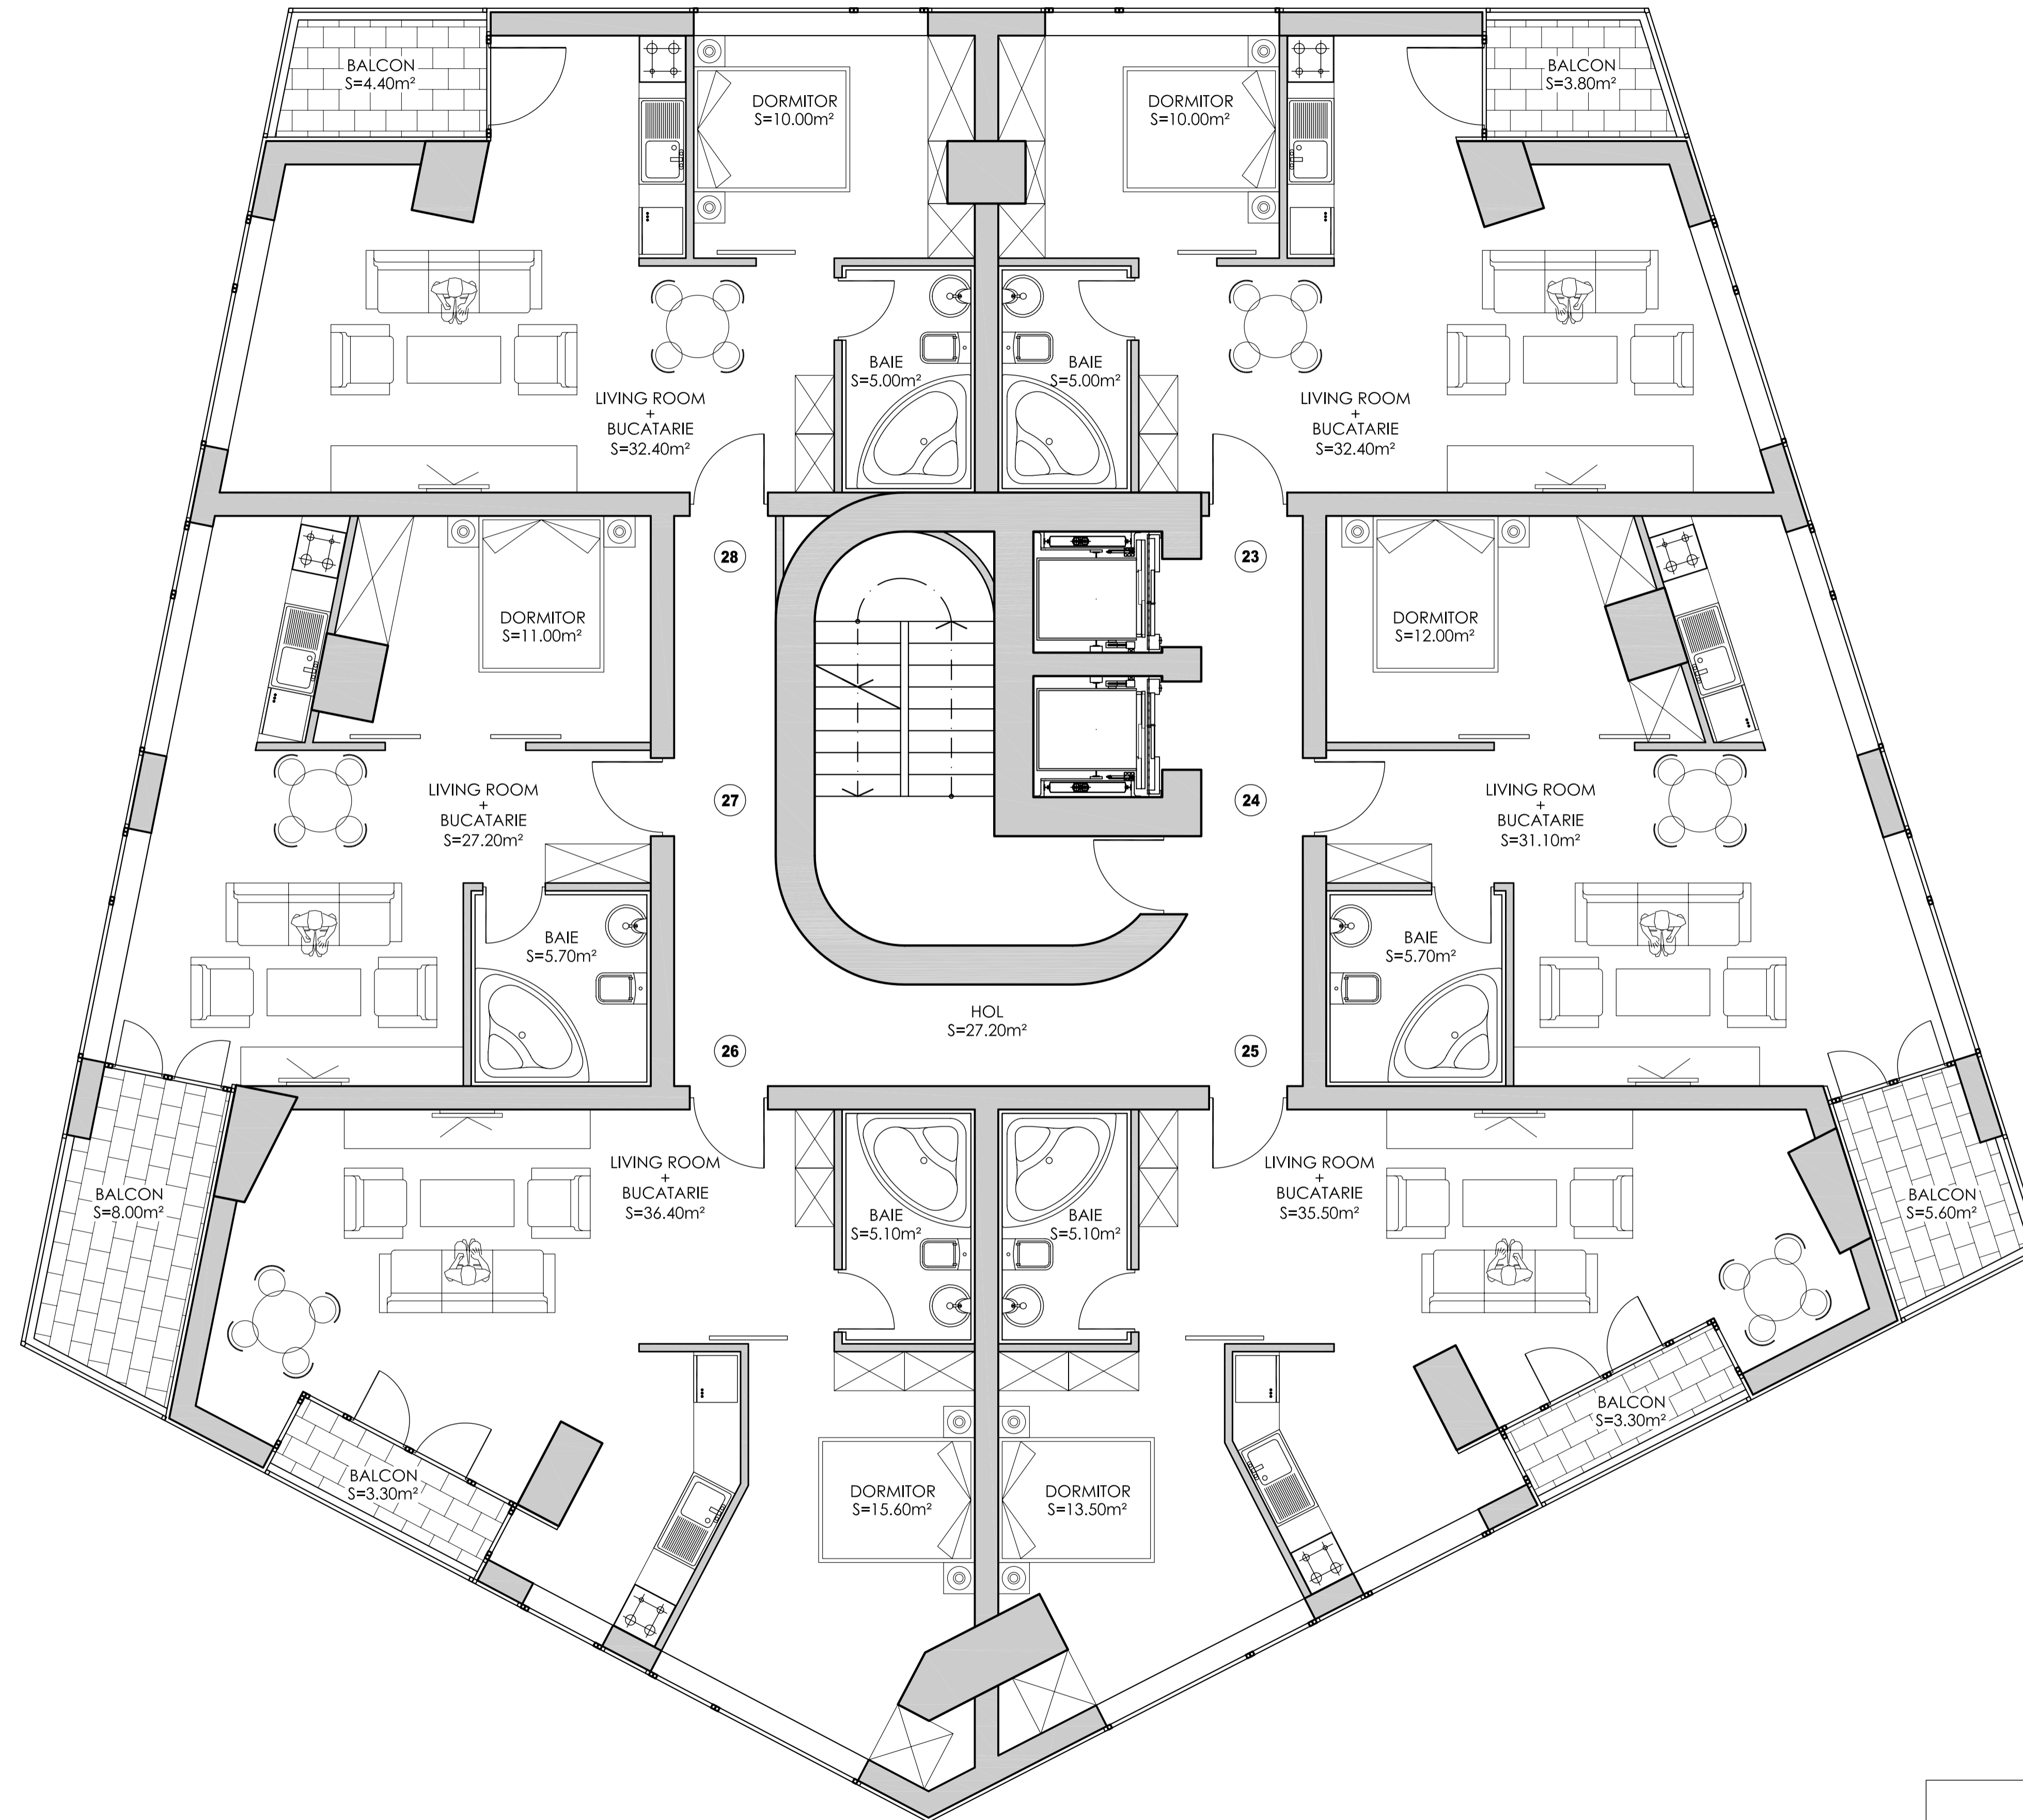 BALCON
S=4.40m²
DORMITOR
S=10.00m²
DORMITOR
S=10.00m²
BALCON
S=3.80m²
BAIE
S=5.00m²
BAIE
S=5.00m²
LIVING ROOM
+
BUCATARIE
S=32.40m²
LIVING ROOM
+
BUCATARIE
S=32.40m²
28
23
DORMITOR
S=11.00m²
DORMITOR
S=12.00m²
LIVING ROOM
+
BUCATARIE
S=27.20m²
27
24
LIVING ROOM
+
BUCATARIE
S=31.10m²
BAIE
S=5.70m²
BAIE
S=5.70m²
HOL
S=27.20m²
26
25
LIVING ROOM
+
BUCATARIE
S=36.40m²
LIVING ROOM
+
BUCATARIE
S=35.50m²
BALCON
S=8.00m²
BAIE
S=5.10m²
BAIE
S=5.10m²
BALCON
S=5.60m²
BALCON
S=3.30m²
BALCON
S=3.30m²
DORMITOR
S=15.60m²
DORMITOR
S=13.50m²